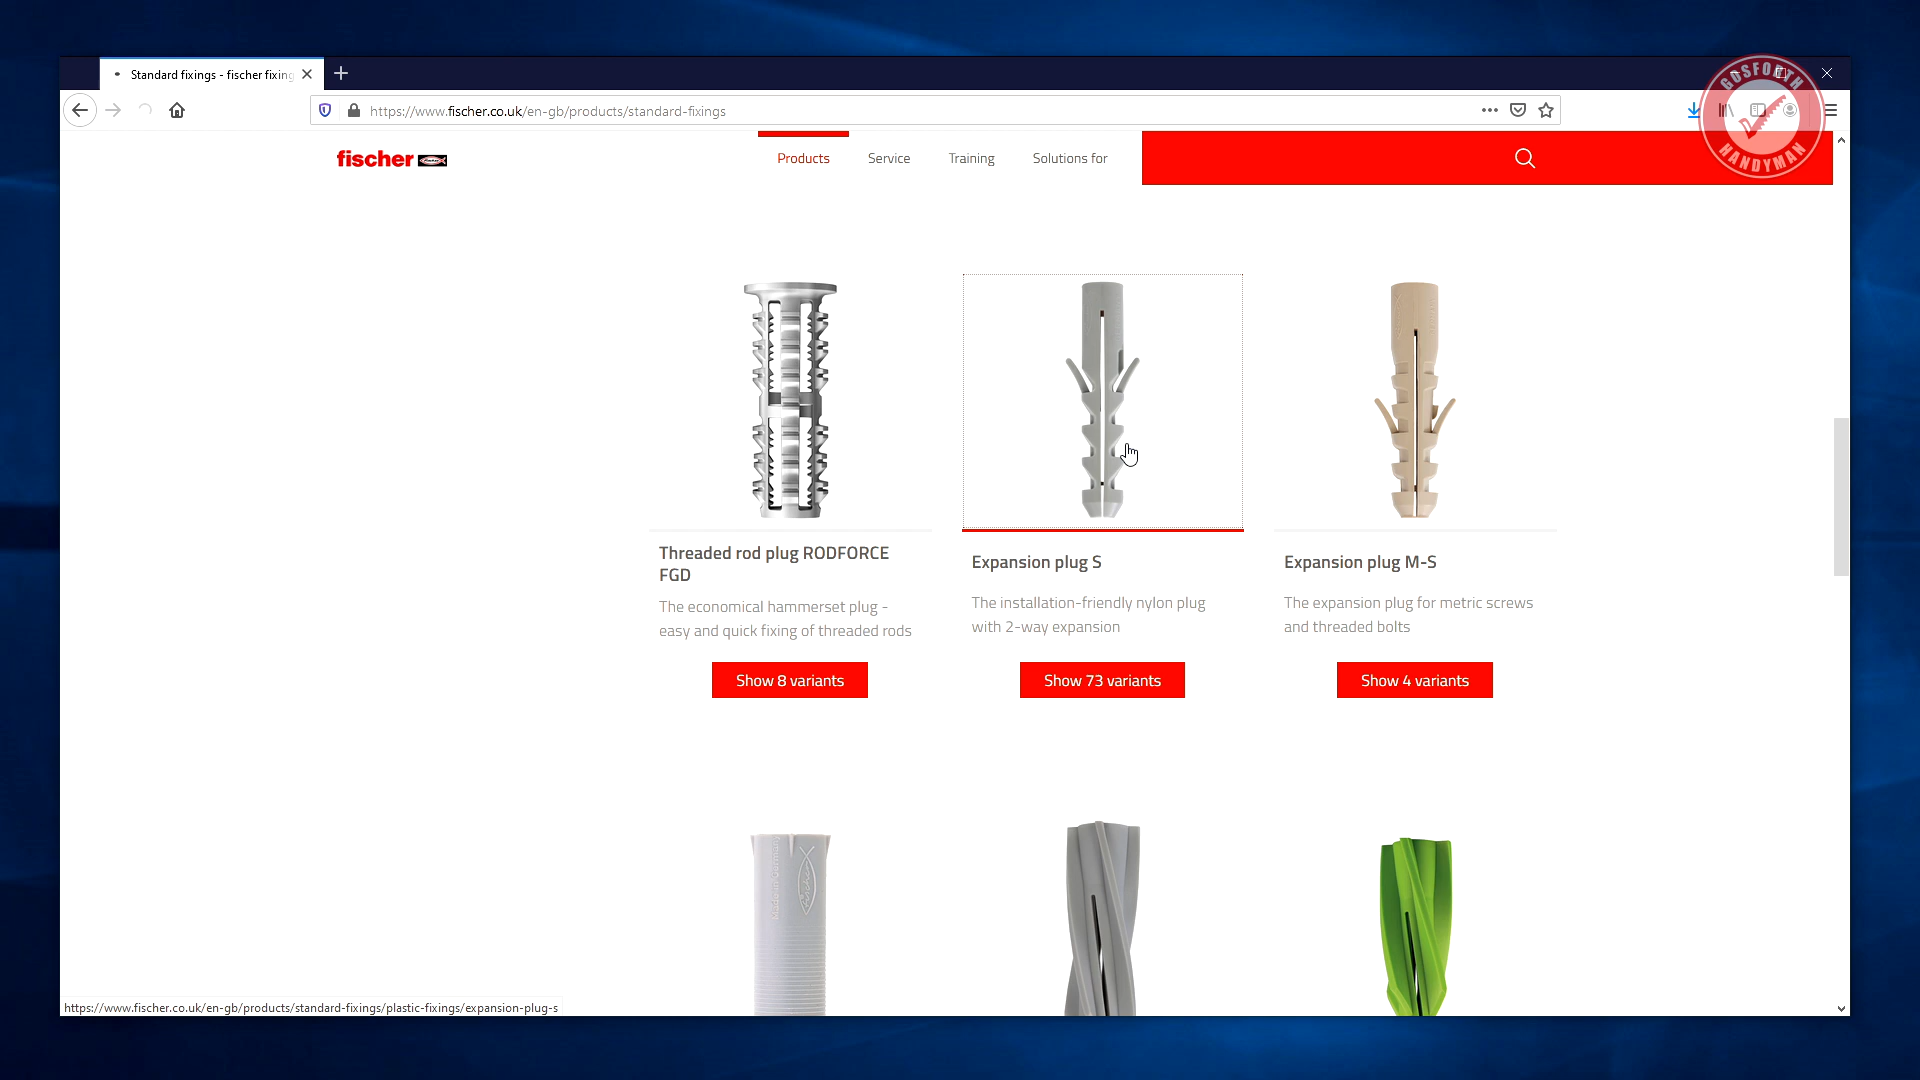 Standard fixings - fischer fixing
https://www.fischer.co.uk/en-gb/products/standard-fixings
GOSFORTH
HANDYMAN
fischer
Products
Service
Training
Solutions for
Threaded rod plug RODFORCE
FGD
The economical hammerset plug -
easy and quick fixing of threaded rods
Show 8 variants
Expansion plug S
The installation-friendly nylon plug
with 2-way expansion
Show 73 variants
Expansion plug M-S
The expansion plug for metric screws
and threaded bolts
Show 4 variants
Made in Germany
fischer
https://www.fischer.co.uk/en-gb/products/standard-fixings/plastic-fixings/expansion-plug-s